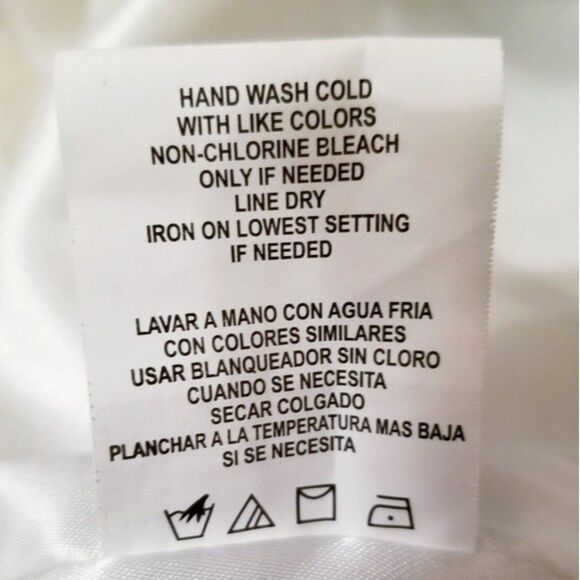 HAND WASH COLD
WITH LIKE COLORS
NON-CHLORINE BLEACH
ONLY IF NEEDED
LINE DRY
IRON ON LOWEST SETTING
IF NEEDED
LAVAR A MANO CON AGUA FRIA
CON COLORES SIMILARES
USAR BLANQUEADOR SIN CLORO
CUANDO SE NECESITA
SECAR COLGADO
PLANCHAR A LA TEMPERATURA MAS BAJA
SI SE NECESITA